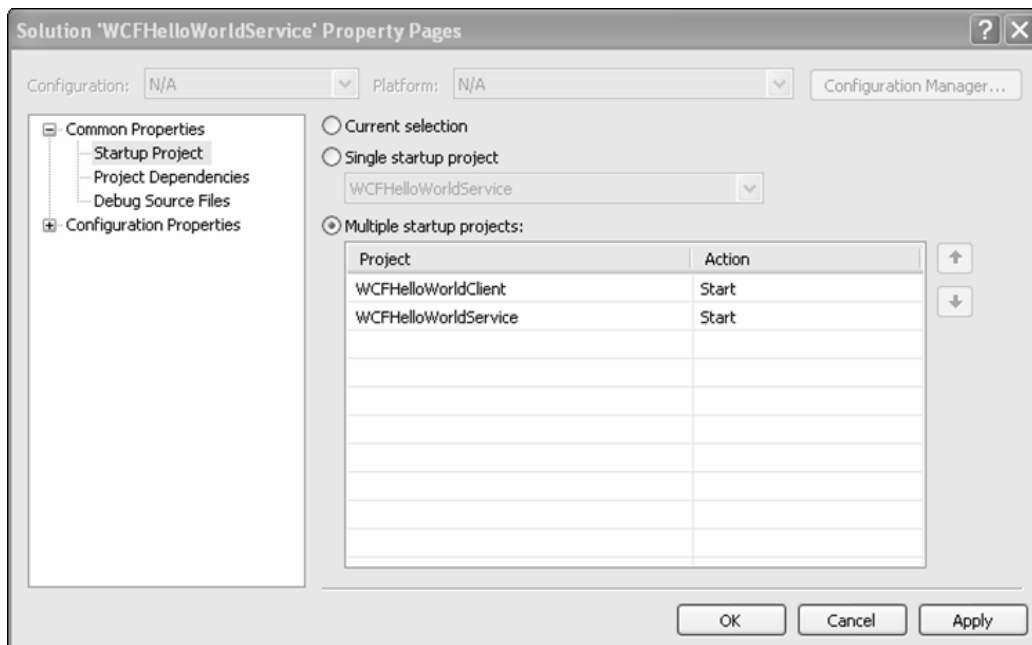 Solution 'WCFHelloWorldService' Property Pages
Configuration: N/A Platform: N/A Configuration Manager...
Common Properties
Startup Project
Project Dependencies
Debug Source Files
Configuration Properties
Current selection
Single startup project
WCFHelloWorldService
Multiple startup projects:
Project Action
WCFHelloWorldClient Start
WCFHelloWorldService Start
OK Cancel Apply